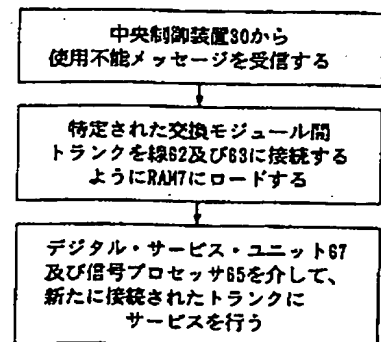 中央制御装置30から
使用不能メッセージを受信する
特定された交換モジュール間
トランクを線62及び63に接続する
ようにRAM7にロードする
デジタル・サービス・ユニット67
及び信号プロセッサ65を介して、
新たに接続されたトランクに
サービスを行う